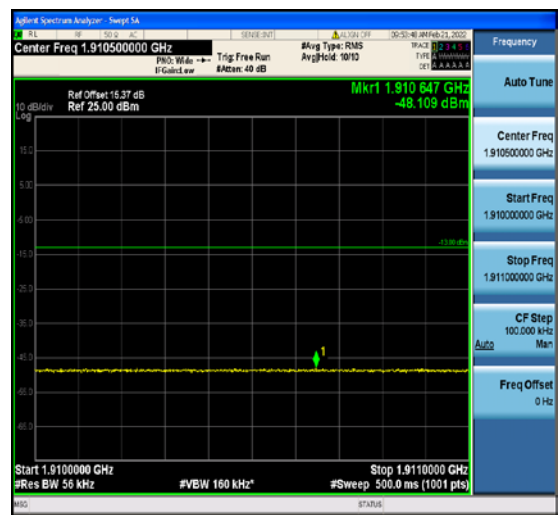 Agilent Spectrum Analyzer - Swept SA
RL RF 50 Ω AC SENSE:INT ALIGN OFF 09:50:48 AM Feb 21, 2022
Center Freq 1.910500000 GHz
PNO: Wide Trig: Free Run
IFGain:Low #Atten: 40 dB
#Avg Type: RMS
Avg|Hold: 10/10
TRACE 1 2 3 4 5 6
TYPE
DET A A A A A A
Frequency
Mkr1 1.910 647 GHz
-48.109 dBm
Ref Offset 15.37 dB
10 dB/div Ref 25.00 dBm
Log
15.0
5.00
-5.00
-13.00 dBm
-15.0
-25.0
-35.0
-45.0
1
-55.0
-65.0
Start 1.9100000 GHz Stop 1.9110000 GHz
#Res BW 56 kHz #VBW 160 kHz* #Sweep 500.0 ms (1001 pts)
MSG STATUS
Auto Tune
Center Freq
1.910500000 GHz
Start Freq
1.910000000 GHz
Stop Freq
1.911000000 GHz
CF Step
100.000 kHz
Auto Man
Freq Offset
0 Hz